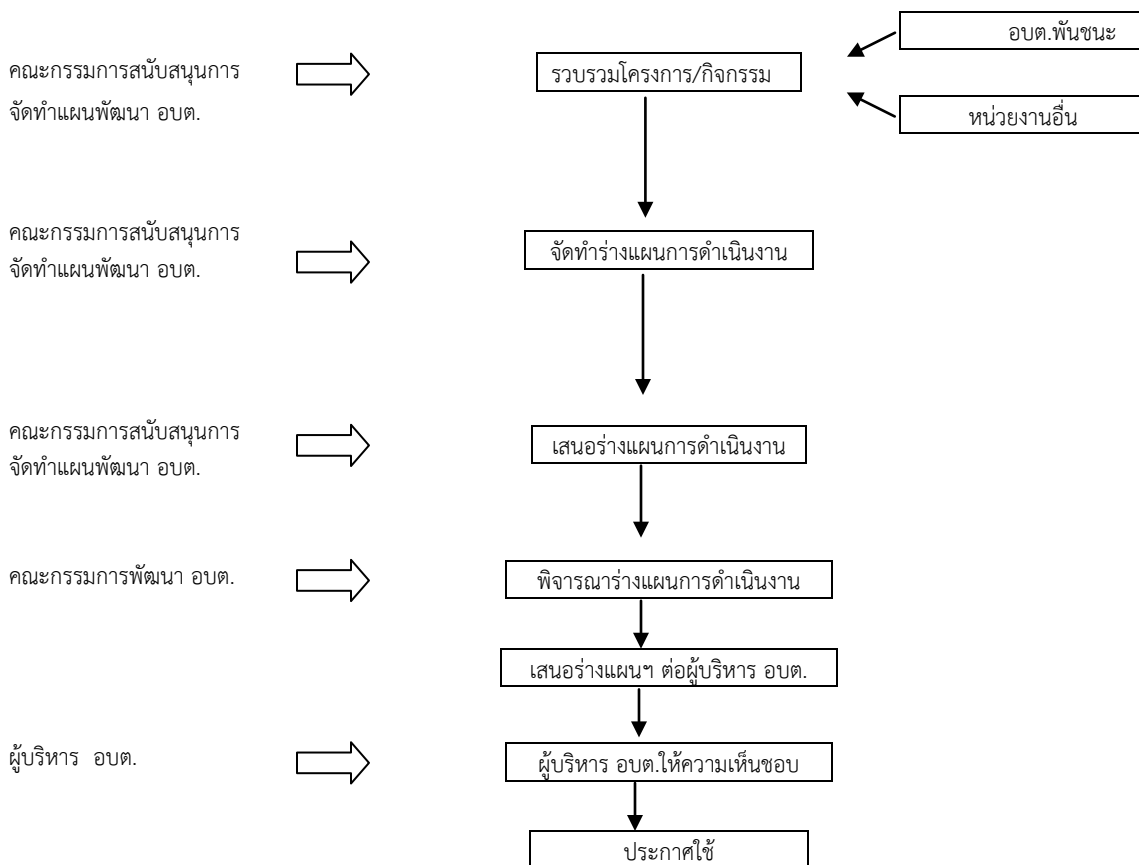 อบต.พันชนะ
คณะกรรมการสนับสนุนการ
จัดทำแผนพัฒนา อบต.
รวบรวมโครงการ/กิจกรรม
หน่วยงานอื่น
คณะกรรมการสนับสนุนการ
จัดทำแผนพัฒนา อบต.
จัดทำร่างแผนการดำเนินงาน
คณะกรรมการสนับสนุนการ
จัดทำแผนพัฒนา อบต.
เสนอร่างแผนการดำเนินงาน
คณะกรรมการพัฒนา อบต.
พิจารณาร่างแผนการดำเนินงาน
เสนอร่างแผนฯ ต่อผู้บริหาร อบต.
ผู้บริหาร อบต.
ผู้บริหาร อบต.ให้ความเห็นชอบ
ประกาศใช้